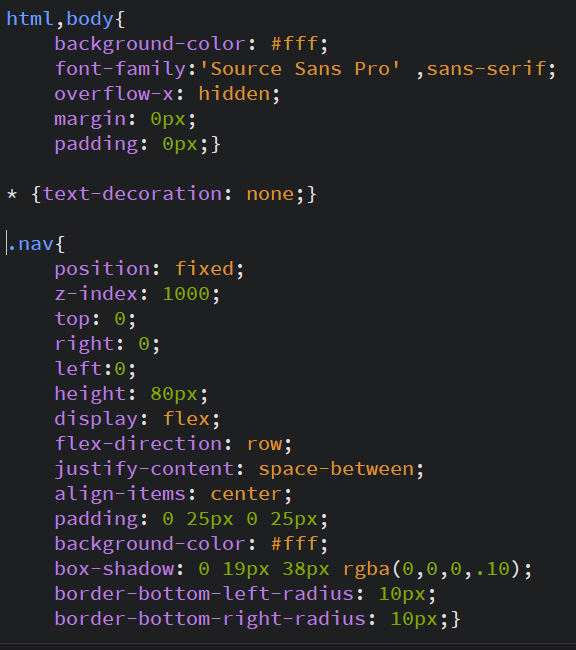 html,body{
    background-color: #fff;
    font-family:'Source Sans Pro' ,sans-serif;
    overflow-x: hidden;
    margin: 0px;
    padding: 0px;}

* {text-decoration: none;}

.nav{
    position: fixed;
    z-index: 1000;
    top: 0;
    right: 0;
    left:0;
    height: 80px;
    display: flex;
    flex-direction: row;
    justify-content: space-between;
    align-items: center;
    padding: 0 25px 0 25px;
    background-color: #fff;
    box-shadow: 0 19px 38px rgba(0,0,0,.10);
    border-bottom-left-radius: 10px;
    border-bottom-right-radius: 10px;}